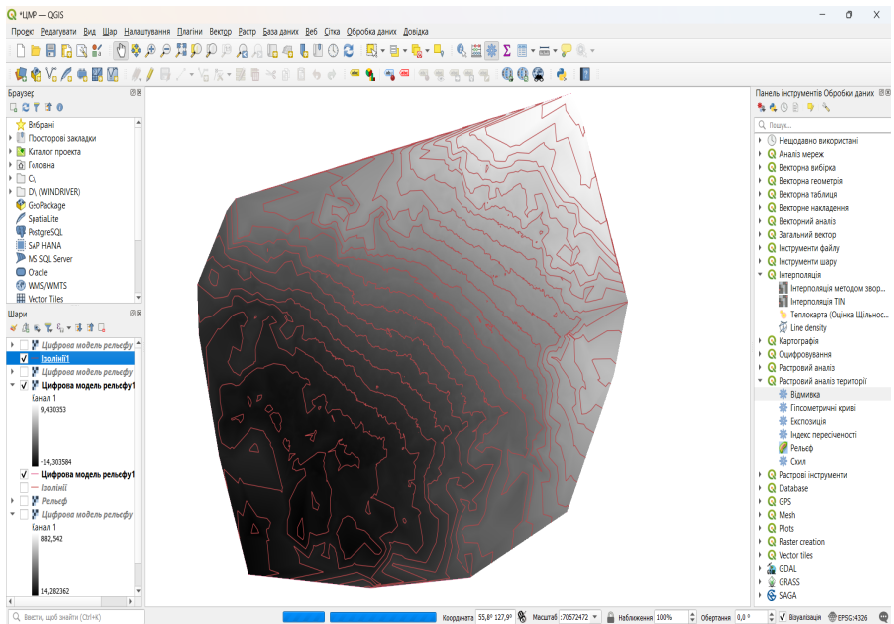 *ЦМР — QGIS
Проект Редагувати Вид Шар Налаштування Плагіни Вектор Растр База даних Веб Сітка Обробка даних Довідка
Браузер
Вибрані
Просторові закладки
Каталог проекта
Головна
C:\
D:\ (WINDRIVER)
GeoPackage
SpatiaLite
PostgreSQL
SAP HANA
MS SQL Server
Oracle
WMS/WMTS
Vector Tiles
Шари
Цифрова модель рельєфу
Ізолінії1
Цифрова модель рельєфу
Цифрова модель рельєфу1
Канал 1
9,430353
-14,303584
Цифрова модель рельєфу1
Ізолінії
Рельєф
Цифрова модель рельєфу
Канал 1
882,542
14,282362
Ввести, щоб знайти (Ctrl+K)
Панель інструментів Обробки даних
Пошук...
Нещодавно використані
Аналіз мереж
Векторна вибірка
Векторна геометрія
Векторна таблиця
Векторне накладення
Векторний аналіз
Загальний вектор
Інструменти файлу
Інструменти шару
Інтерполяція
Інтерполяція методом звор...
Інтерполяція TIN
Теплокарта (Оцінка Щільнос...
Line density
Картографія
Оцифровування
Растровий аналіз
Растровий аналіз території
Відмивка
Гіпсометричні криві
Експозиція
Індекс пересіченості
Рельєф
Схил
Растрові інструменти
Database
GPS
Mesh
Plots
Raster creation
Vector tiles
GDAL
GRASS
SAGA
Координата 55,8° 127,9° Масштаб :70572472 Наближення 100% Обертання 0,0 ° Візуалізація EPSG:4326